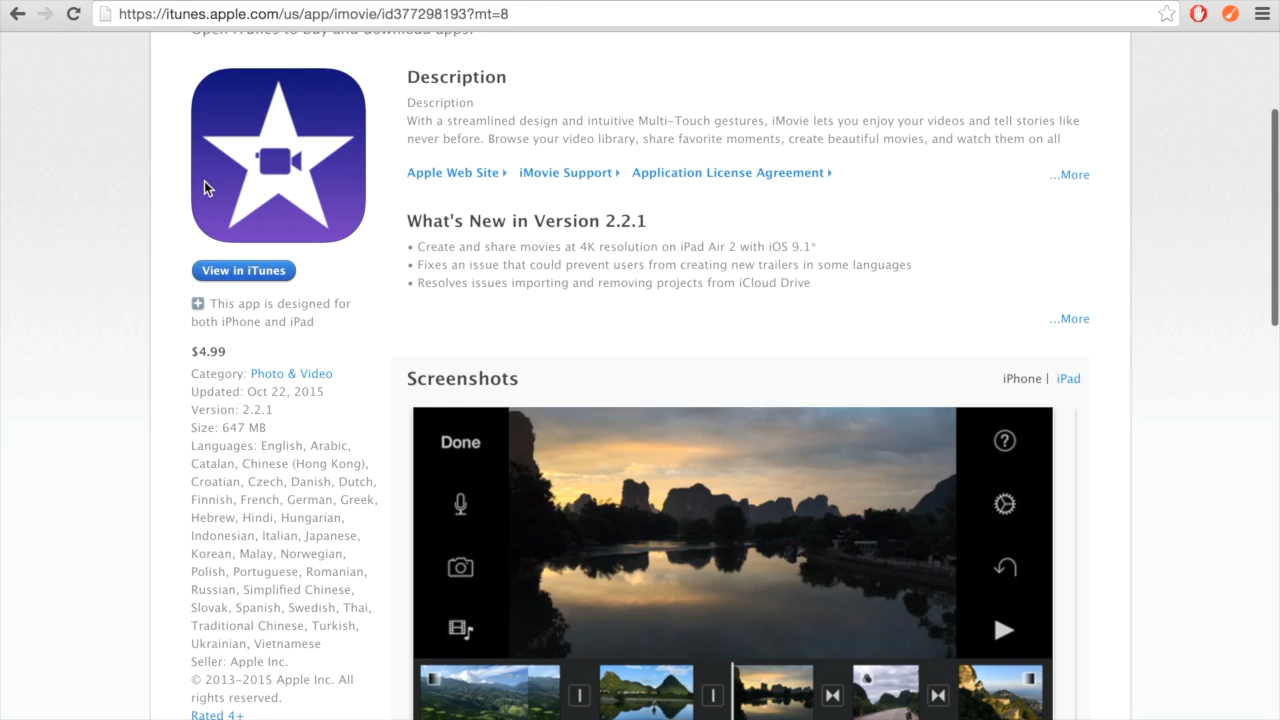 https://itunes.apple.com/us/app/imovie/id377298193?mt=8
Open iTunes to buy and download apps.
View in iTunes
This app is designed for
both iPhone and iPad
$4.99
Category: Photo & Video
Updated: Oct 22, 2015
Version: 2.2.1
Size: 647 MB
Languages: English, Arabic,
Catalan, Chinese (Hong Kong),
Croatian, Czech, Danish, Dutch,
Finnish, French, German, Greek,
Hebrew, Hindi, Hungarian,
Indonesian, Italian, Japanese,
Korean, Malay, Norwegian,
Polish, Portuguese, Romanian,
Russian, Simplified Chinese,
Slovak, Spanish, Swedish, Thai,
Traditional Chinese, Turkish,
Ukrainian, Vietnamese
Seller: Apple Inc.
© 2013-2015 Apple Inc. All
rights reserved.
Rated 4+
Description
Description
With a streamlined design and intuitive Multi-Touch gestures, iMovie lets you enjoy your videos and tell stories like
never before. Browse your video library, share favorite moments, create beautiful movies, and watch them on all
Apple Web Site iMovie Support Application License Agreement
...More
What's New in Version 2.2.1
• Create and share movies at 4K resolution on iPad Air 2 with iOS 9.1*
• Fixes an issue that could prevent users from creating new trailers in some languages
• Resolves issues importing and removing projects from iCloud Drive
...More
Screenshots
iPhone | iPad
Done
?